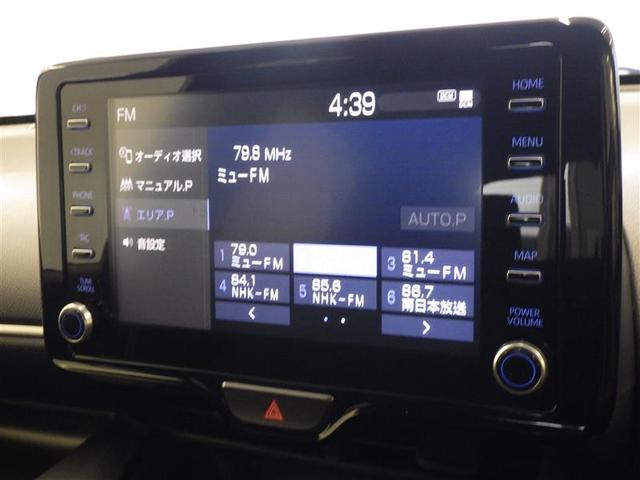 4:39
DCM
FM
オーディオ選択
マニュアル.P
エリア.P
音設定
79.8 MHz
ミューFM
AUTO.P
1 79.0
ミューFM
3 81.4
ミューFM
4 84.1
NHK-FM
5 85.6
NHK-FM
6 86.7
南日本放送
<
>
CH>
<TRACK
PHONE
TUNE
SCROLL
HOME
MENU
AUDIO
MAP
POWER
VOLUME